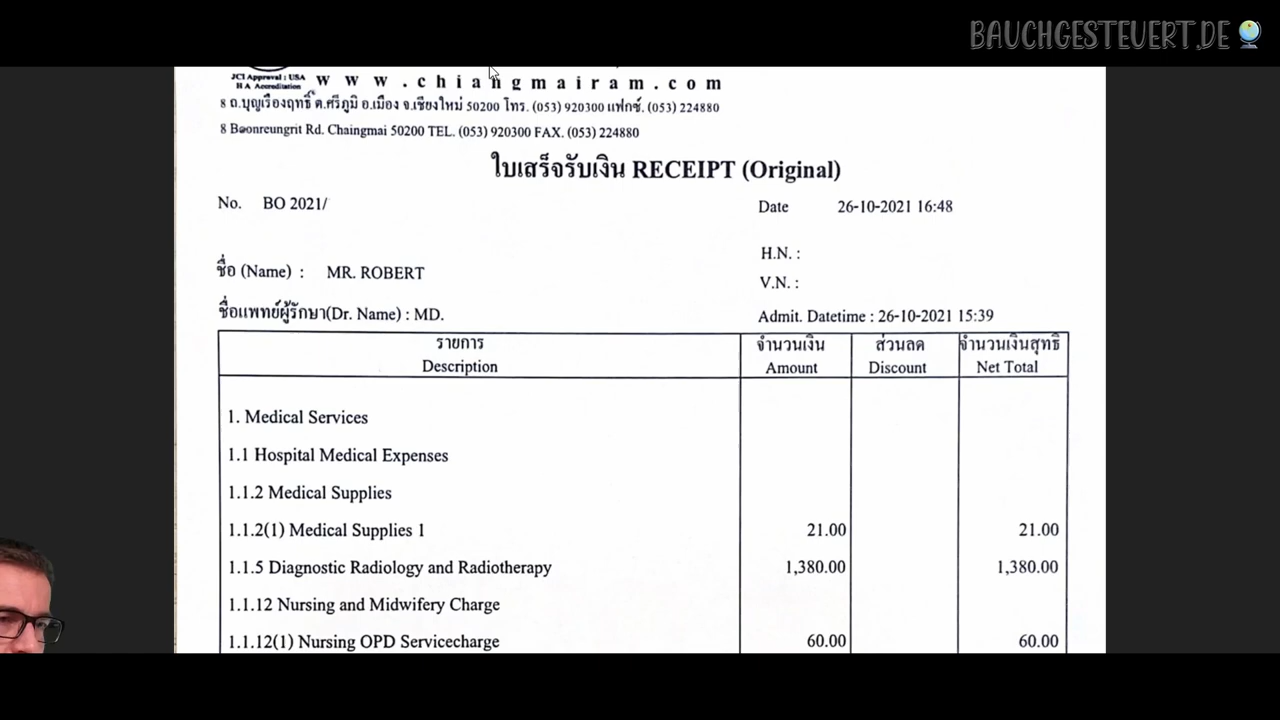 BAUCHGESTEUERT.DE
JCI Approval : USA
H A Accreditation
www.chiangmairam.com
8 ถ.บุญเรืองฤทธิ์ ต.ศรีภูมิ อ.เมือง จ.เชียงใหม่ 50200 โทร. (053) 920300 แฟกซ์. (053) 224880
8 Boonreungrit Rd. Chaingmai 50200 TEL. (053) 920300 FAX. (053) 224880
ใบเสร็จรับเงิน RECEIPT (Original)
No. BO 2021/
Date 26-10-2021 16:48
H.N. :
ชื่อ (Name) : MR. ROBERT
V.N. :
ชื่อแพทย์ผู้รักษา(Dr. Name) : MD.
Admit. Datetime : 26-10-2021 15:39
รายการ จำนวนเงิน ส่วนลด จำนวนเงินสุทธิ
Description Amount Discount Net Total
1. Medical Services
1.1 Hospital Medical Expenses
1.1.2 Medical Supplies
1.1.2(1) Medical Supplies 1 21.00 21.00
1.1.5 Diagnostic Radiology and Radiotherapy 1,380.00 1,380.00
1.1.12 Nursing and Midwifery Charge
1.1.12(1) Nursing OPD Servicecharge 60.00 60.00